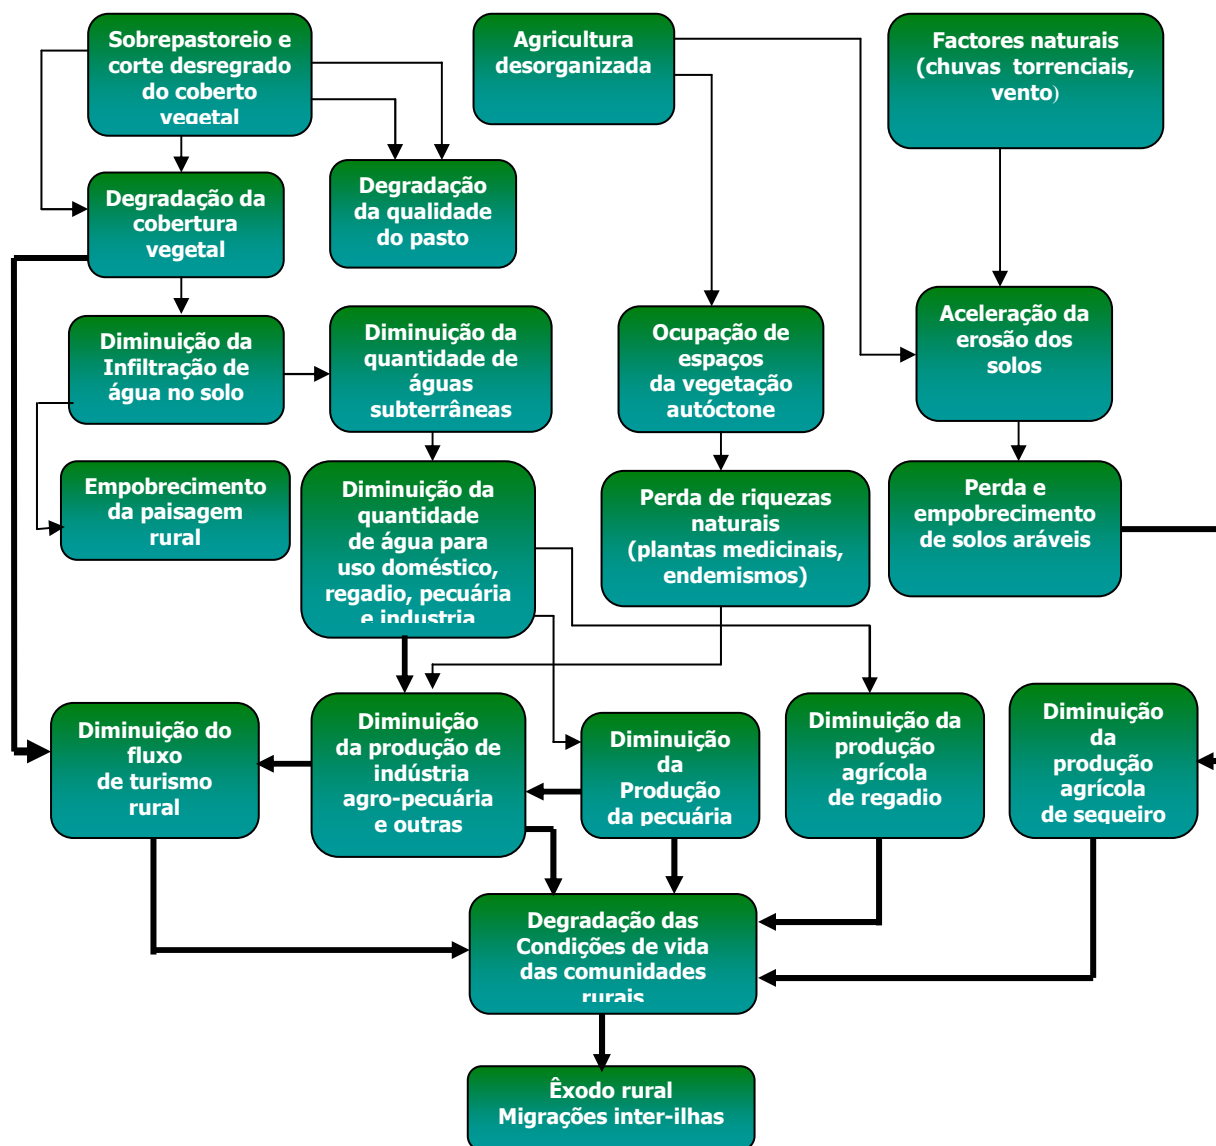 Sobrepastoreio e
corte desregrado
do coberto
vegetal
Agricultura
desorganizada
Factores naturais
(chuvas torrenciais,
vento)
Degradação
da qualidade
do pasto
Degradação da
cobertura
vegetal
Diminuição da
Infiltração de
água no solo
Diminuição da
quantidade de
águas
subterrâneas
Ocupação de
espaços
da vegetação
autóctone
Aceleração da
erosão dos
solos
Empobrecimento
da paisagem
rural
Diminuição da
quantidade
de água para
uso doméstico,
regadio, pecuária
e industria
Perda de riquezas
naturais
(plantas medicinais,
endemismos)
Perda e
empobrecimento
de solos aráveis
Diminuição do
fluxo
de turismo
rural
Diminuição
da produção de
indústria
agro-pecuária
e outras
Diminuição
da
Produção
da pecuária
Diminuição da
produção
agrícola
de regadio
Diminuição
da
produção
agrícola
de sequeiro
Degradação das
Condições de vida
das comunidades
rurais
Êxodo rural
Migrações inter-ilhas